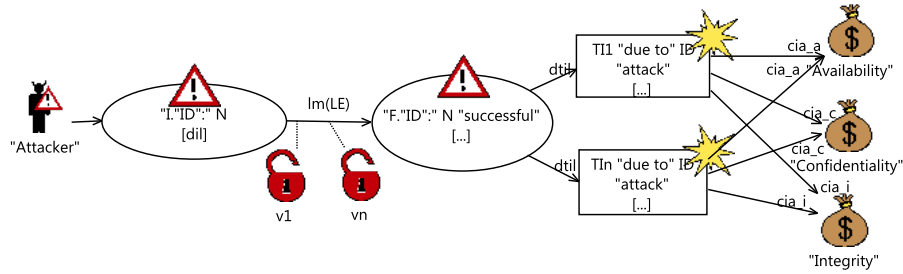 "Attacker"
"I."ID":" N
[dil]
lm(LE)
v1
vn
"F."ID":" N "successful"
[...]
dtil
dtil
TI1 "due to" ID
"attack"
[...]
TIn "due to" ID
"attack"
[...]
cia_a
cia_a
"Availability"
cia_c
cia_c
"Confidentiality"
cia_i
cia_i
"Integrity"